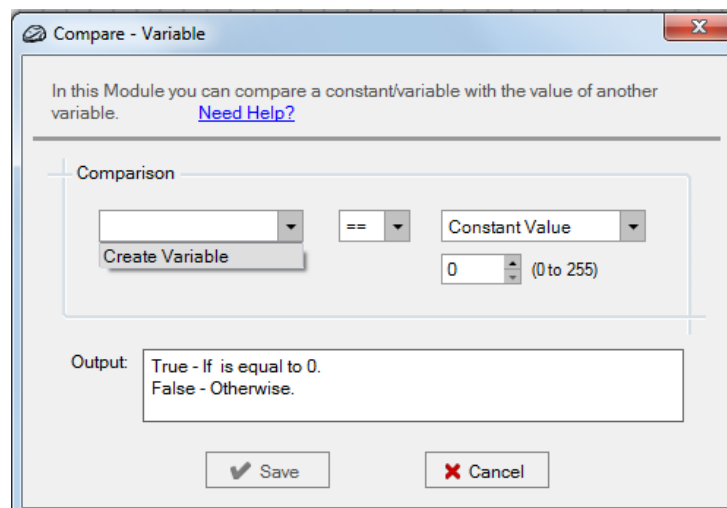 Compare - Variable
In this Module you can compare a constant/variable with the value of another
variable. Need Help?
Comparison
== Constant Value
Create Variable
0 (0 to 255)
Output: True - If  is equal to 0.
False - Otherwise.
Save Cancel